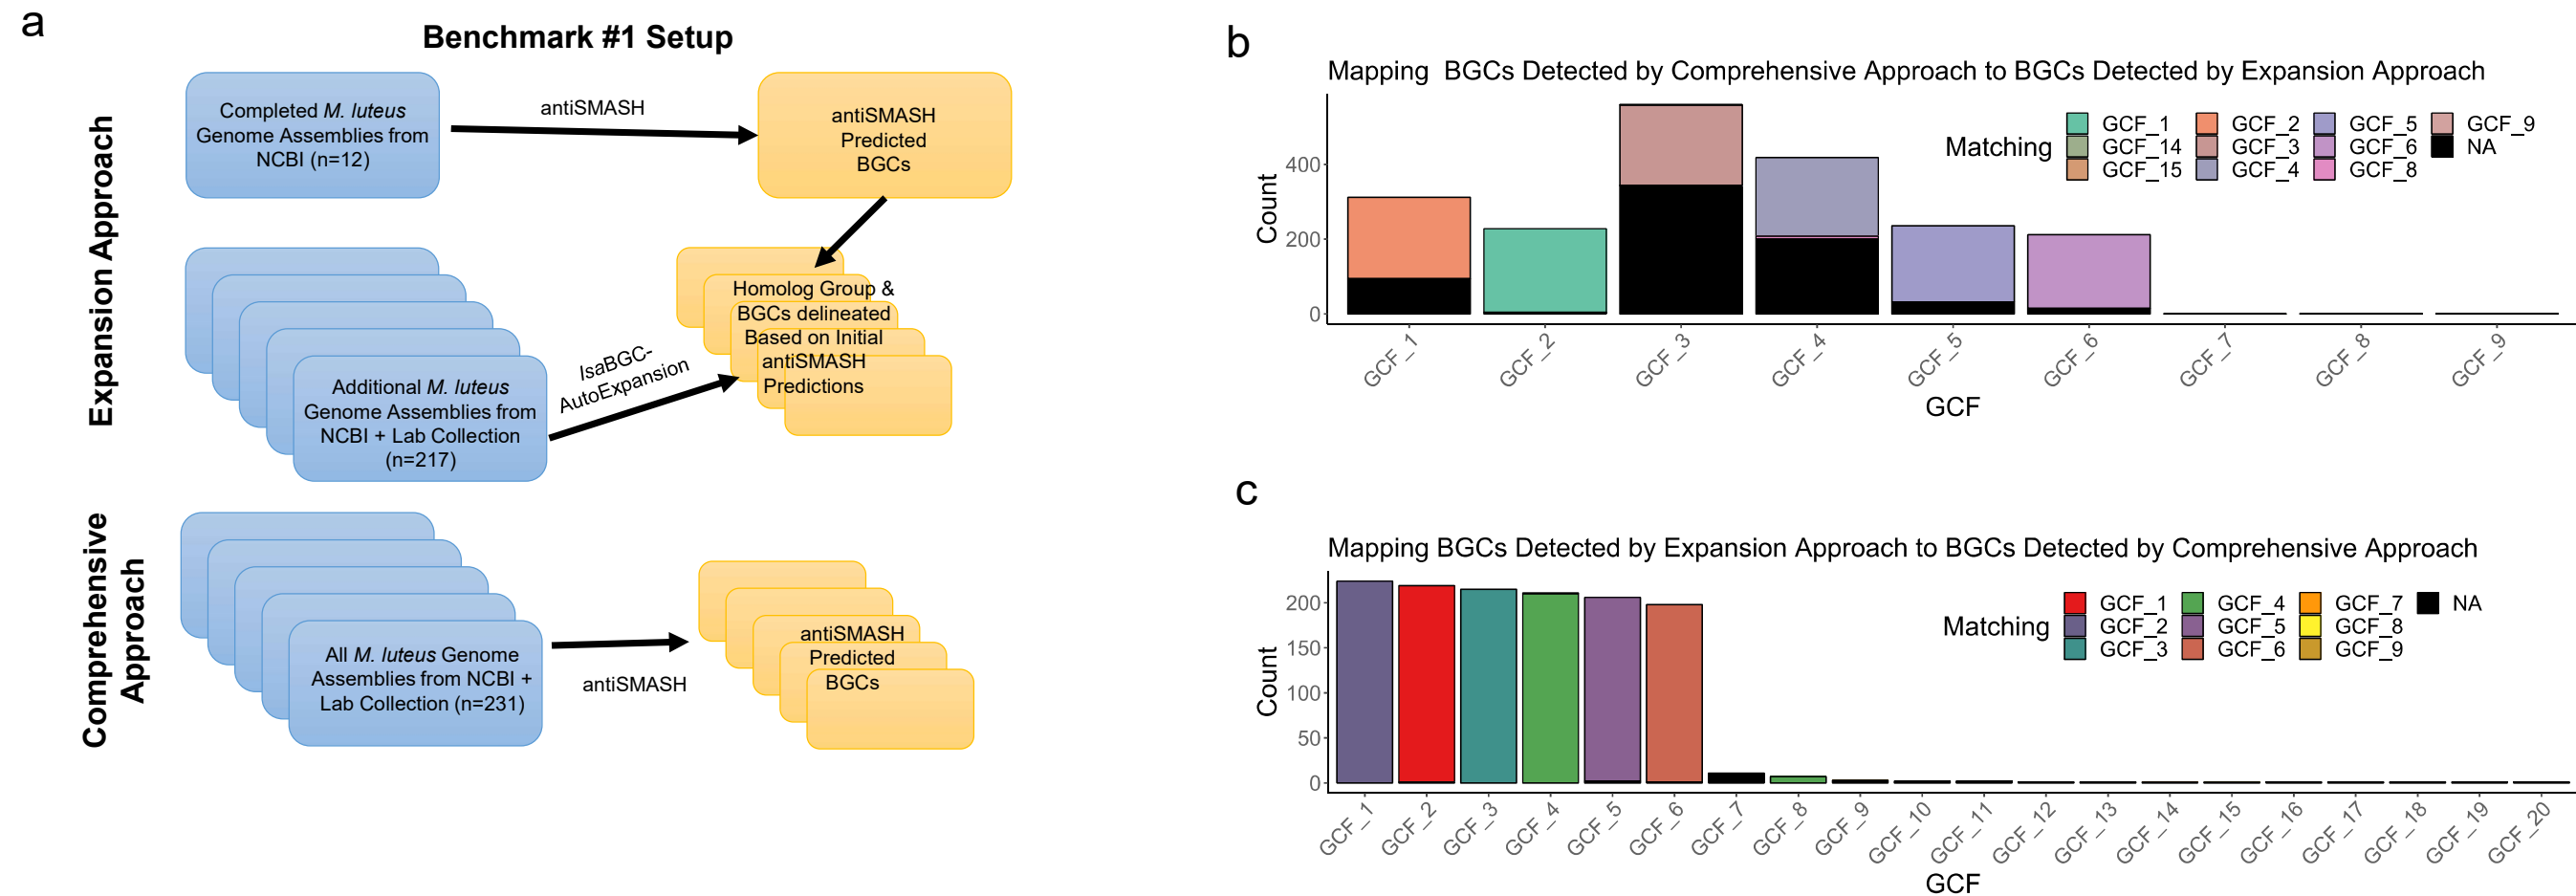 a
Benchmark #1 Setup
Expansion Approach
Completed M. luteus
Genome Assemblies from
NCBI (n=12)
antiSMASH
antiSMASH
Predicted
BGCs
Additional M. luteus
Genome Assemblies from
NCBI + Lab Collection
(n=217)
lsaBGC-
AutoExpansion
Homolog Group &
BGCs delineated
Based on Initial
antiSMASH
Predictions
Comprehensive
Approach
All M. luteus Genome
Assemblies from NCBI +
Lab Collection (n=231)
antiSMASH
antiSMASH
Predicted
BGCs
b
Mapping BGCs Detected by Comprehensive Approach to BGCs Detected by Expansion Approach
Matching
GCF_1 GCF_2 GCF_5 GCF_9
GCF_14 GCF_3 GCF_6 NA
GCF_15 GCF_4 GCF_8
Count
400
200
0
GCF_1 GCF_2 GCF_3 GCF_4 GCF_5 GCF_6 GCF_7 GCF_8 GCF_9
GCF
c
Mapping BGCs Detected by Expansion Approach to BGCs Detected by Comprehensive Approach
Matching
GCF_1 GCF_4 GCF_7 NA
GCF_2 GCF_5 GCF_8
GCF_3 GCF_6 GCF_9
Count
200
150
100
50
0
GCF_1 GCF_2 GCF_3 GCF_4 GCF_5 GCF_6 GCF_7 GCF_8 GCF_9 GCF_10 GCF_11 GCF_12 GCF_13 GCF_14 GCF_15 GCF_16 GCF_17 GCF_18 GCF_19 GCF_20
GCF